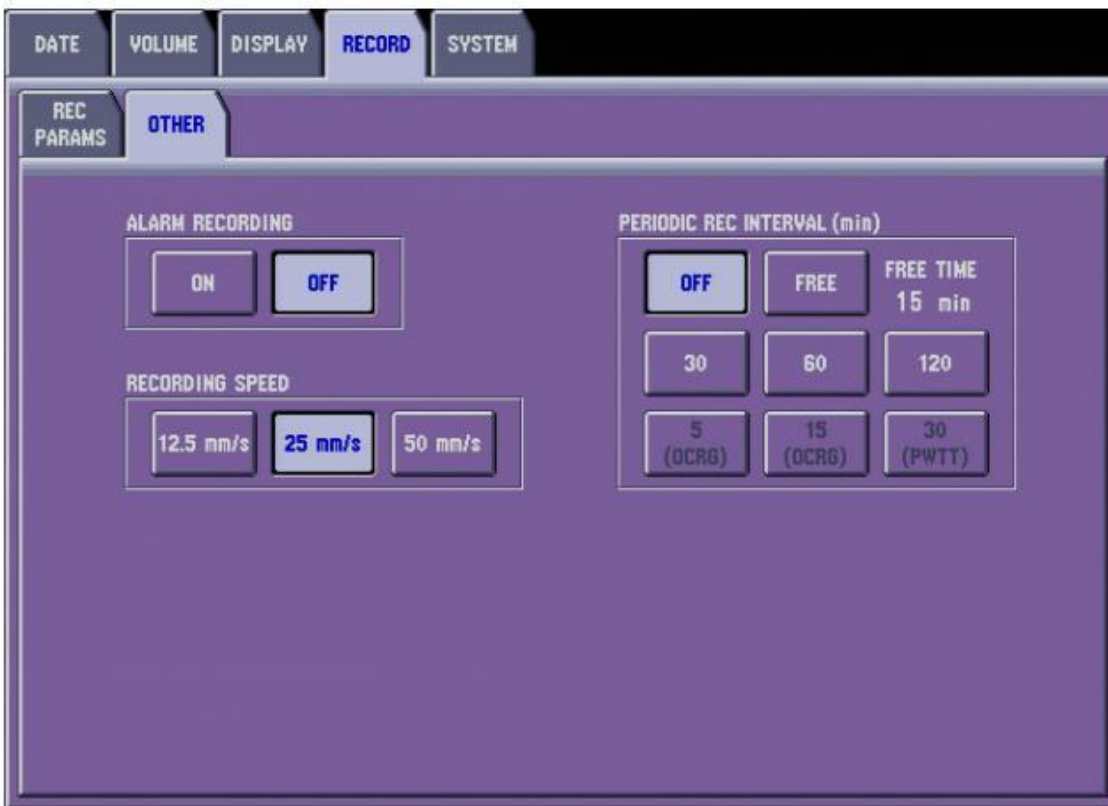 DATE VOLUME DISPLAY RECORD SYSTEM
REC
PARAMS
OTHER
ALARM RECORDING
ON OFF
RECORDING SPEED
12.5 mm/s 25 mm/s 50 mm/s
PERIODIC REC INTERVAL (min)
OFF FREE FREE TIME
15 min
30 60 120
5 15 30
(OCRG) (OCRG) (PWTT)